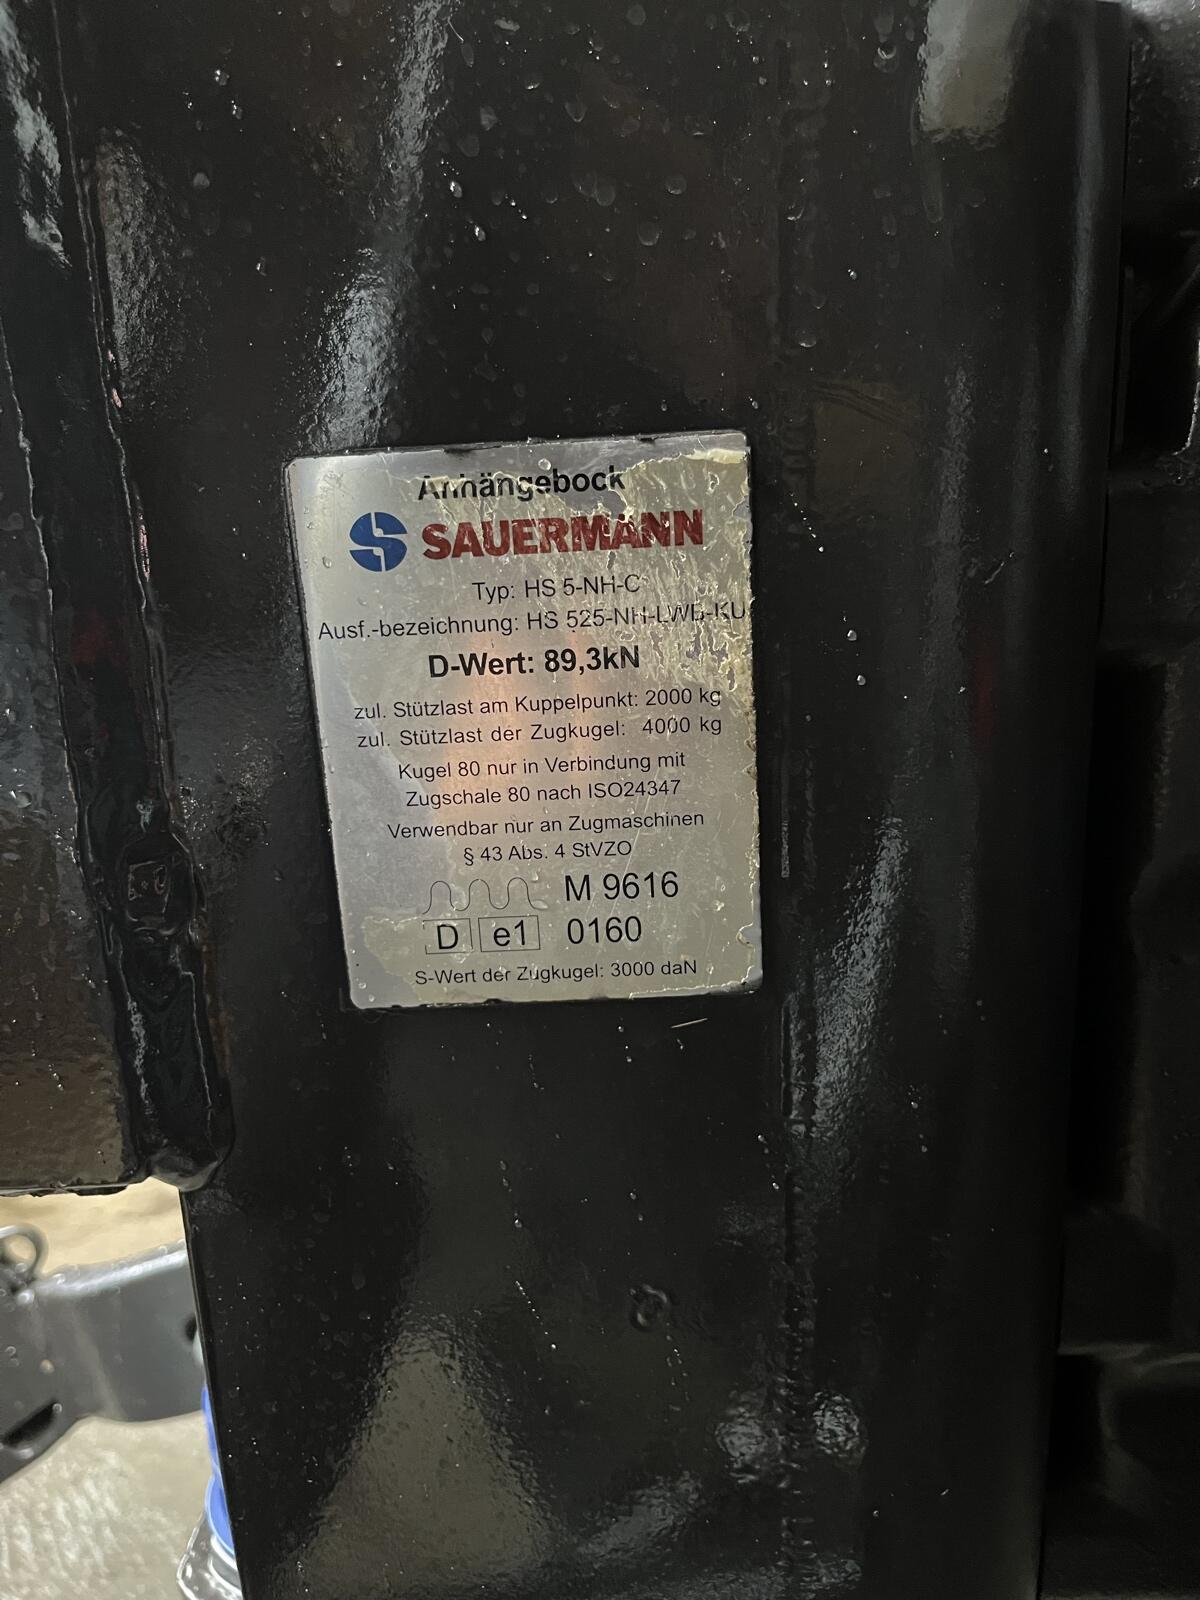 Anhängebock
SAUERMANN
Typ: HS 5-NH-C
Ausf.-bezeichnung: HS 525-NH-LWB-KU
D-Wert: 89,3kN
zul. Stützlast am Kuppelpunkt: 2000 kg
zul. Stützlast der Zugkugel: 4000 kg
Kugel 80 nur in Verbindung mit
Zugschale 80 nach ISO24347
Verwendbar nur an Zugmaschinen
§ 43 Abs. 4 StVZO
M 9616
D e1 0160
S-Wert der Zugkugel: 3000 daN